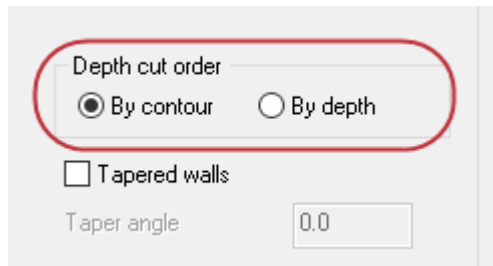 Depth cut order
By contour By depth
Tapered walls
Taper angle 0.0